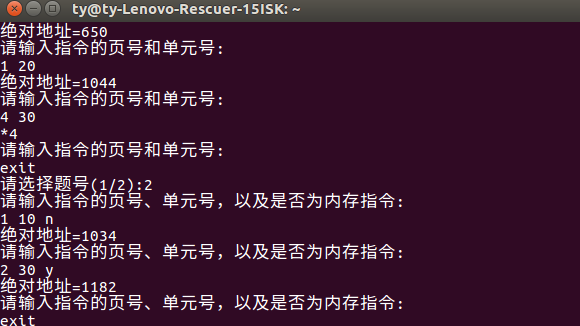 ty@ty-Lenovo-Rescuer-15ISK: ~
绝对地址=650
请输入指令的页号和单元号:
1 20
绝对地址=1044
请输入指令的页号和单元号:
4 30
*4
请输入指令的页号和单元号:
exit
请选择题号(1/2):2
请输入指令的页号、单元号，以及是否为内存指令:
1 10 n
绝对地址=1034
请输入指令的页号、单元号，以及是否为内存指令:
2 30 y
绝对地址=1182
请输入指令的页号、单元号，以及是否为内存指令:
exit